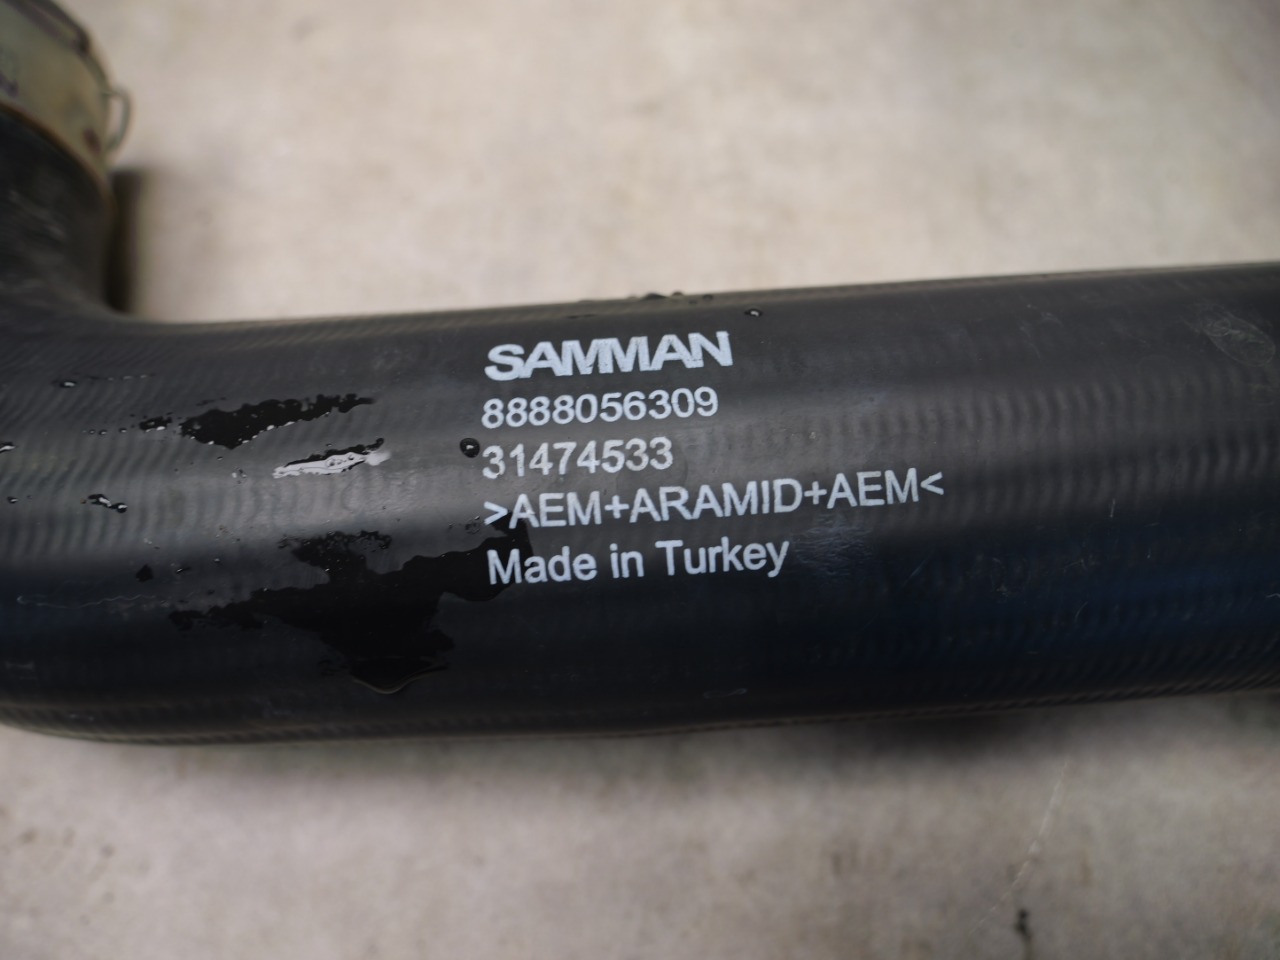 SAMMAN
8888056309
31474533
>AEM+ARAMID+AEM<
Made in Turkey